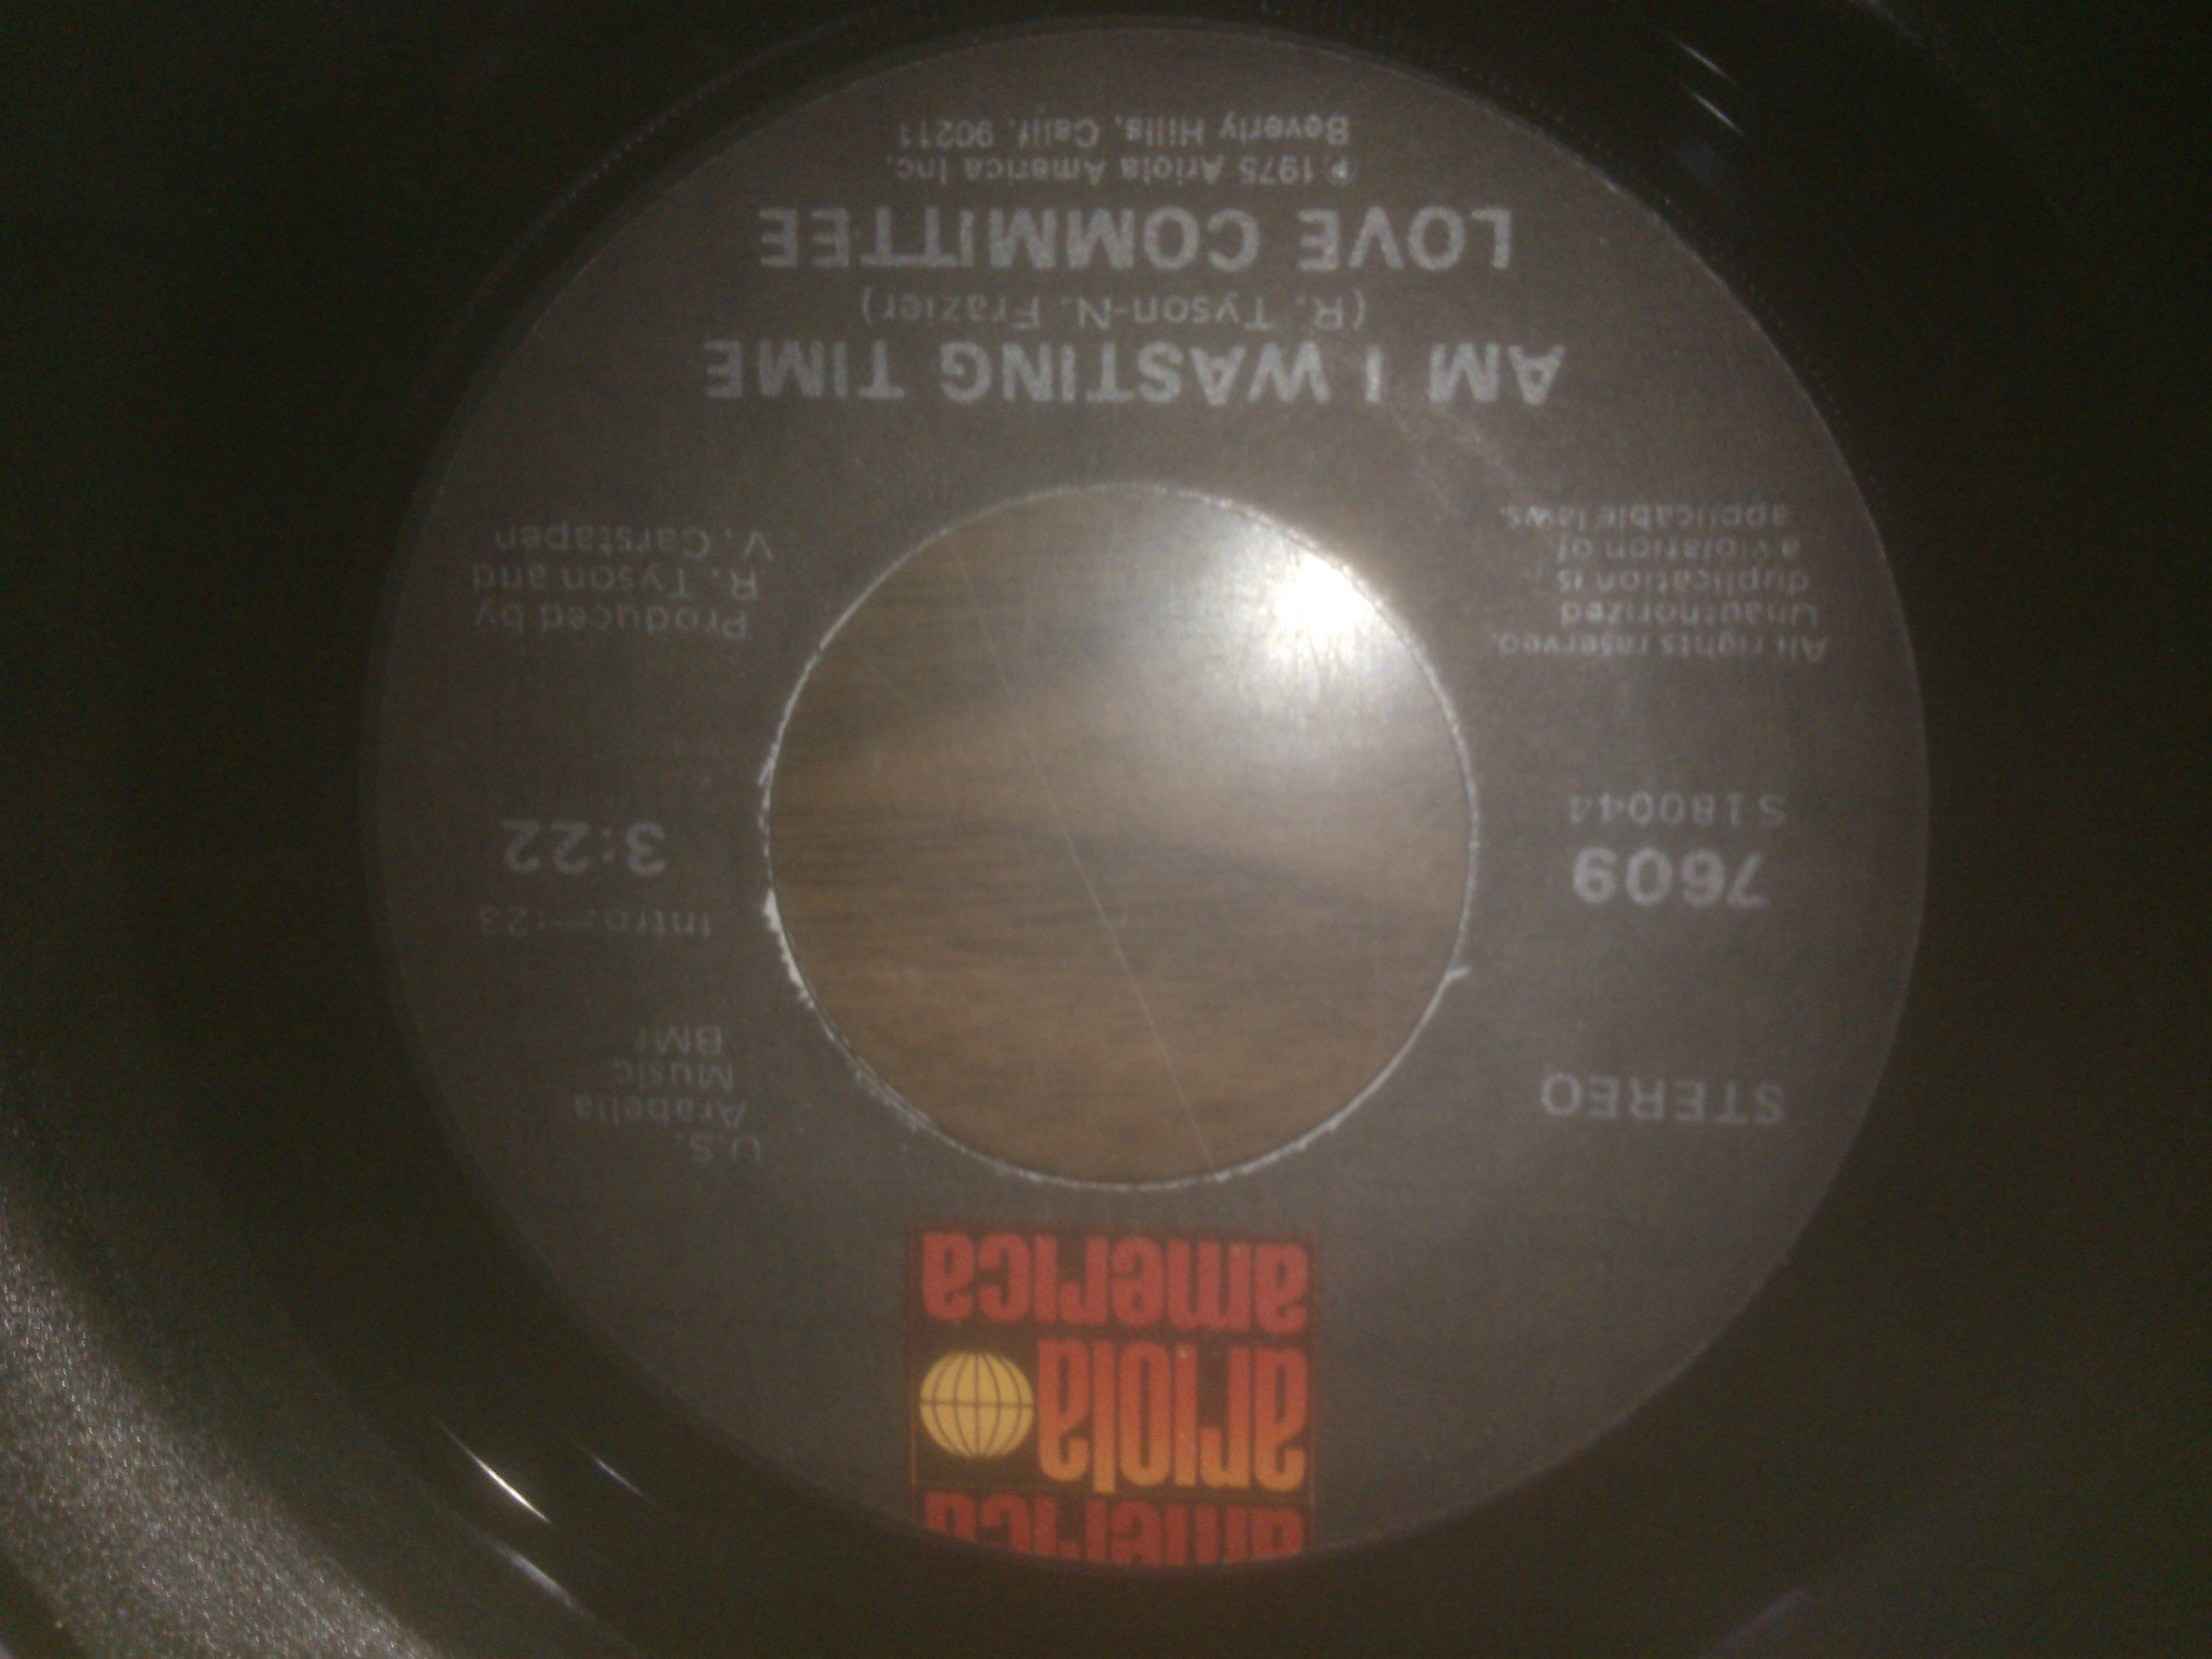 america
ariola
america
STEREO
7609
S180044
All rights reserved.
Unauthorized
duplication is
a violation of
applicable laws.
U.S.
Arabella
Music
BMI
Intro—:23
3:22
Produced by
R. Tyson and
V. Carstapen
AM I WASTING TIME
(R. Tyson-N. Frazier)
LOVE COMMITTEE
℗ 1975 Ariola America Inc.
Beverly Hills, Calif. 90211